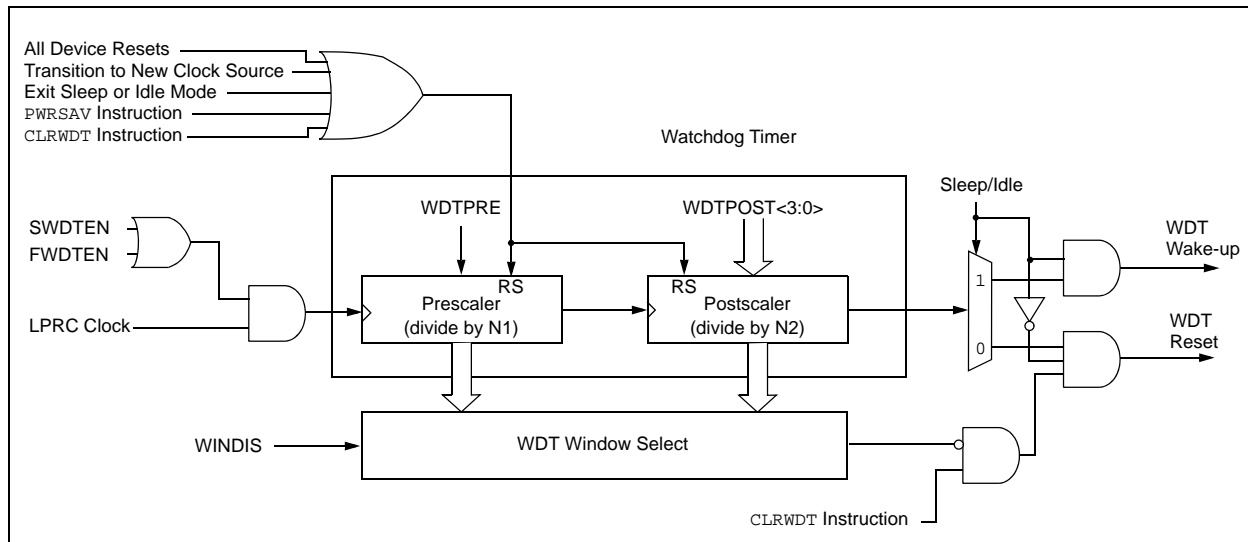 All Device Resets
Transition to New Clock Source
Exit Sleep or Idle Mode
PWRSAV Instruction
CLRWDT Instruction
Watchdog Timer
Sleep/Idle
WDTPRE
WDTPOST<3:0>
SWDTEN
FWDTEN
WDT
Wake-up
RS
RS
1
Prescaler
(divide by N1)
Postscaler
(divide by N2)
LPRC Clock
0
WDT
Reset
WINDIS
WDT Window Select
CLRWDT Instruction